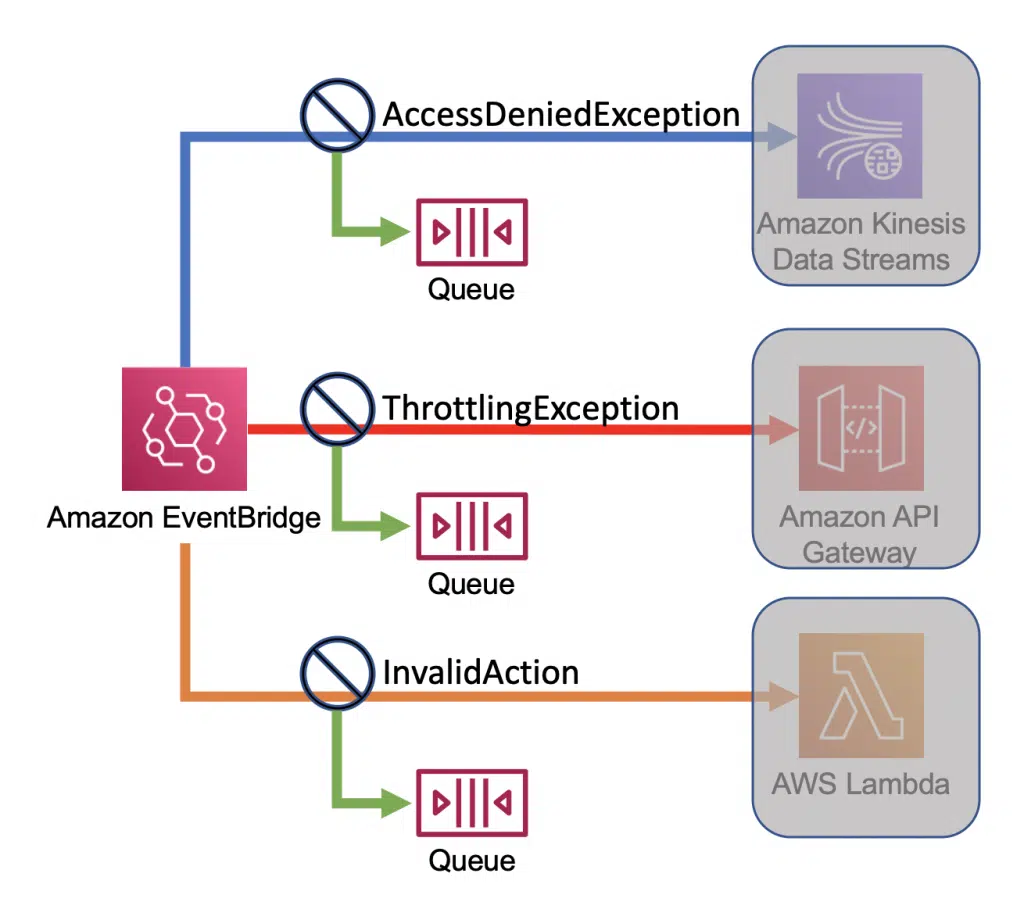 AccessDeniedException
Amazon Kinesis
Data Streams
Queue
ThrottlingException
Amazon EventBridge
Amazon API
Gateway
Queue
InvalidAction
AWS Lambda
Queue